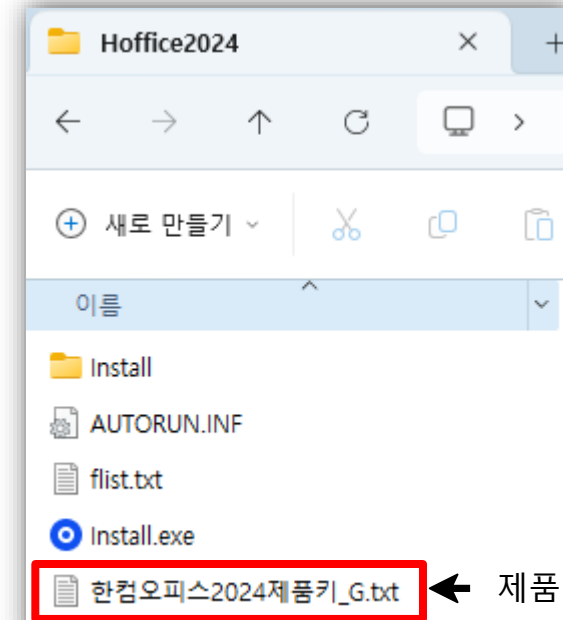 Hoffice2024
새로 만들기
이름
Install
AUTORUN.INF
flist.txt
Install.exe
한컴오피스2024제품키_G.txt
제품